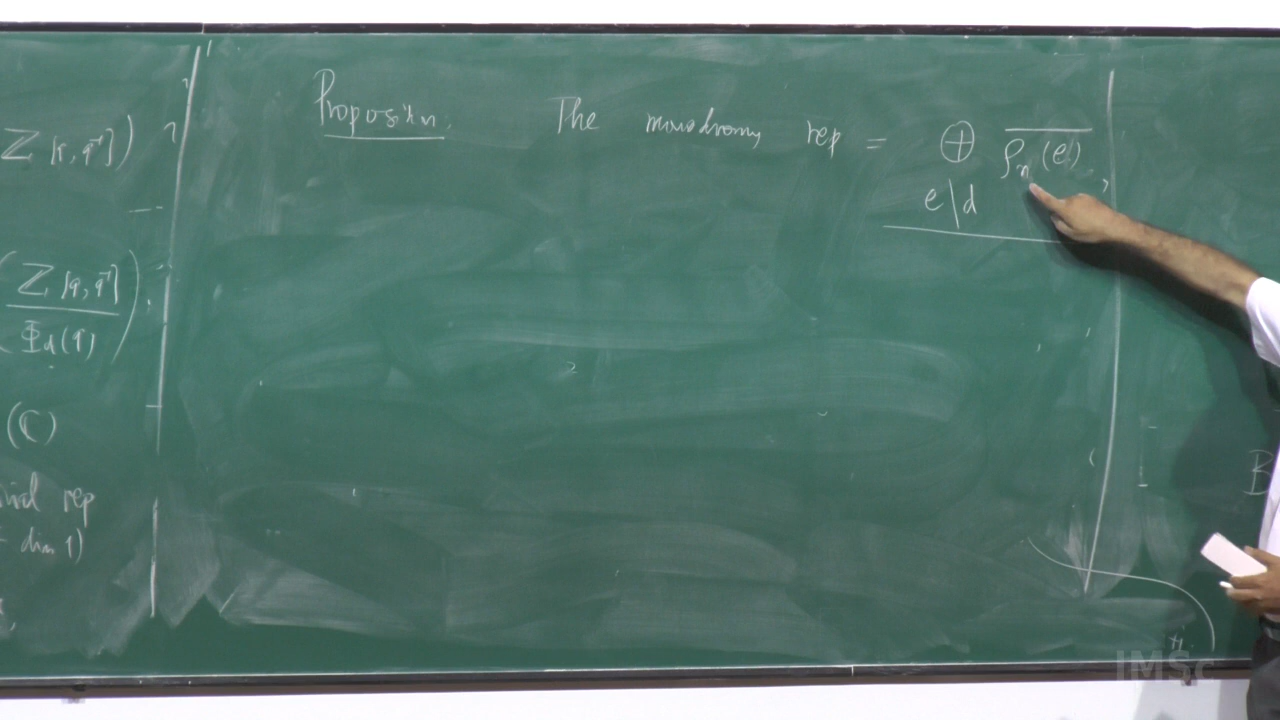 Z[q, q⁻¹])
(Z[q, q⁻¹] / Φ_d(q))
(ℂ)
rep
dim 1)
Proposition. The monodromy rep = ⊕_{e|d} \overline{ρ_n(e)},
B
IMSc